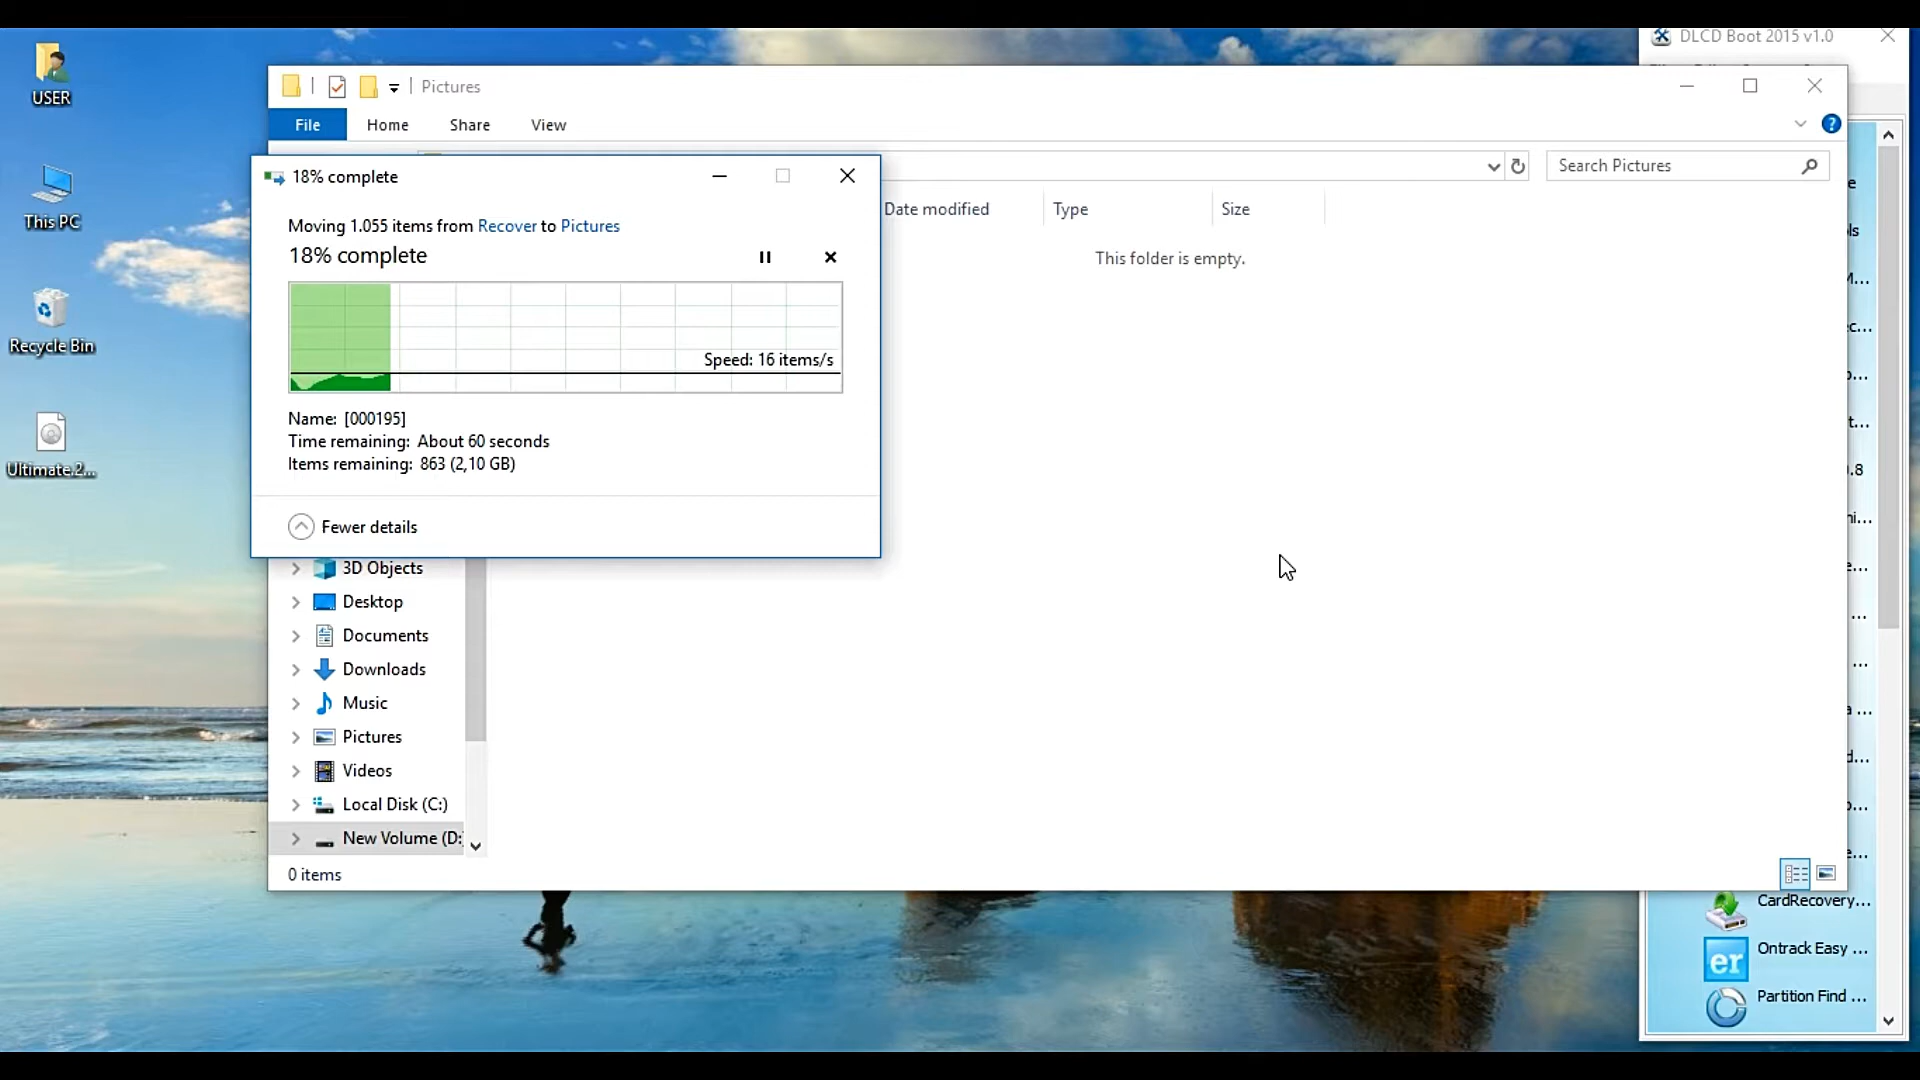 DLCD Boot 2015 v1.0
USER
Pictures
File
Home
Share
View
Search Pictures
18% complete
Moving 1.055 items from Recover to Pictures
18% complete
Speed: 16 items/s
Name: [000195]
Time remaining: About 60 seconds
Items remaining: 863 (2,10 GB)
Fewer details
Date modified
Type
Size
This folder is empty.
This PC
Recycle Bin
Ultimate.2...
3D Objects
Desktop
Documents
Downloads
Music
Pictures
Videos
Local Disk (C:)
New Volume (D:
0 items
CardRecovery...
Ontrack Easy ...
er
Partition Find ...